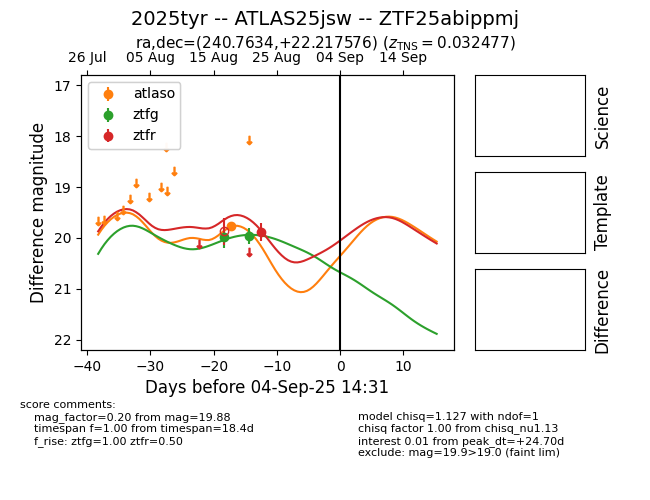 2025tyr -- ATLAS25jsw -- ZTF25abippmj
ra,dec=(240.7634,+22.217576) (zTNS = 0.032477)
26 Jul 05 Aug 15 Aug 25 Aug 04 Sep 14 Sep
atlaso
ztfg
ztfr
17
18
19
20
21
22
Difference magnitude
−40 −30 −20 −10 0 10
Days before 04-Sep-25 14:31
Science
Template
Difference
score comments:
mag_factor=0.20 from mag=19.88
timespan f=1.00 from timespan=18.4d
f_rise: ztfg=1.00 ztfr=0.50
model chisq=1.127 with ndof=1
chisq factor 1.00 from chisq_nu1.13
interest 0.01 from peak_dt=+24.70d
exclude: mag=19.9>19.0 (faint lim)